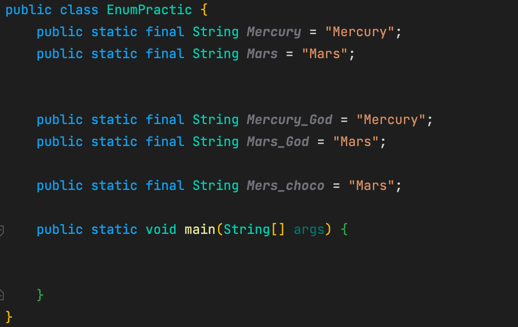 public class EnumPractic {
    public static final String Mercury = "Mercury";
    public static final String Mars = "Mars";
    public static final String Mercury_God = "Mercury";
    public static final String Mars_God = "Mars";
    public static final String Mers_choco = "Mars";
    public static void main(String[] args) {
    }
}